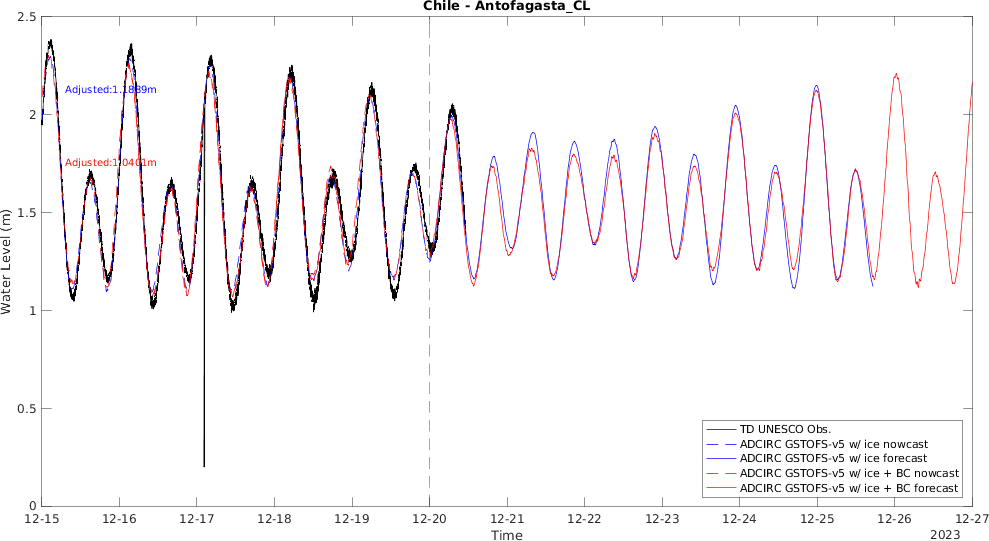 Chile - Antofagasta_CL
2.5
2
1.5
1
0.5
0
Water Level (m)
Adjusted:1.1889m
Adjusted:1.0401m
TD UNESCO Obs.
ADCIRC GSTOFS-v5 w/ ice nowcast
ADCIRC GSTOFS-v5 w/ ice forecast
ADCIRC GSTOFS-v5 w/ ice + BC nowcast
ADCIRC GSTOFS-v5 w/ ice + BC forecast
12-15 12-16 12-17 12-18 12-19 12-20 12-21 12-22 12-23 12-24 12-25 12-26 12-27
Time
2023